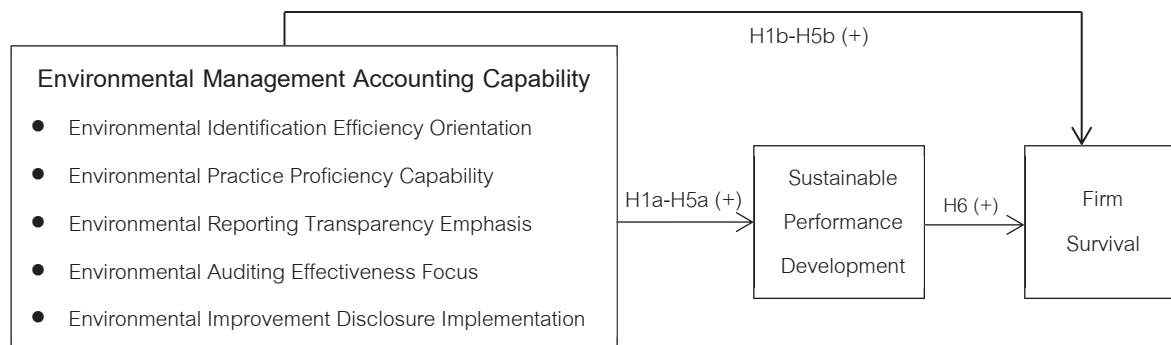 H1b-H5b (+)
Environmental Management Accounting Capability
● Environmental Identification Efficiency Orientation
● Environmental Practice Proficiency Capability
● Environmental Reporting Transparency Emphasis
● Environmental Auditing Effectiveness Focus
● Environmental Improvement Disclosure Implementation
H1a-H5a (+)
Sustainable
Performance
Development
H6 (+)
Firm
Survival